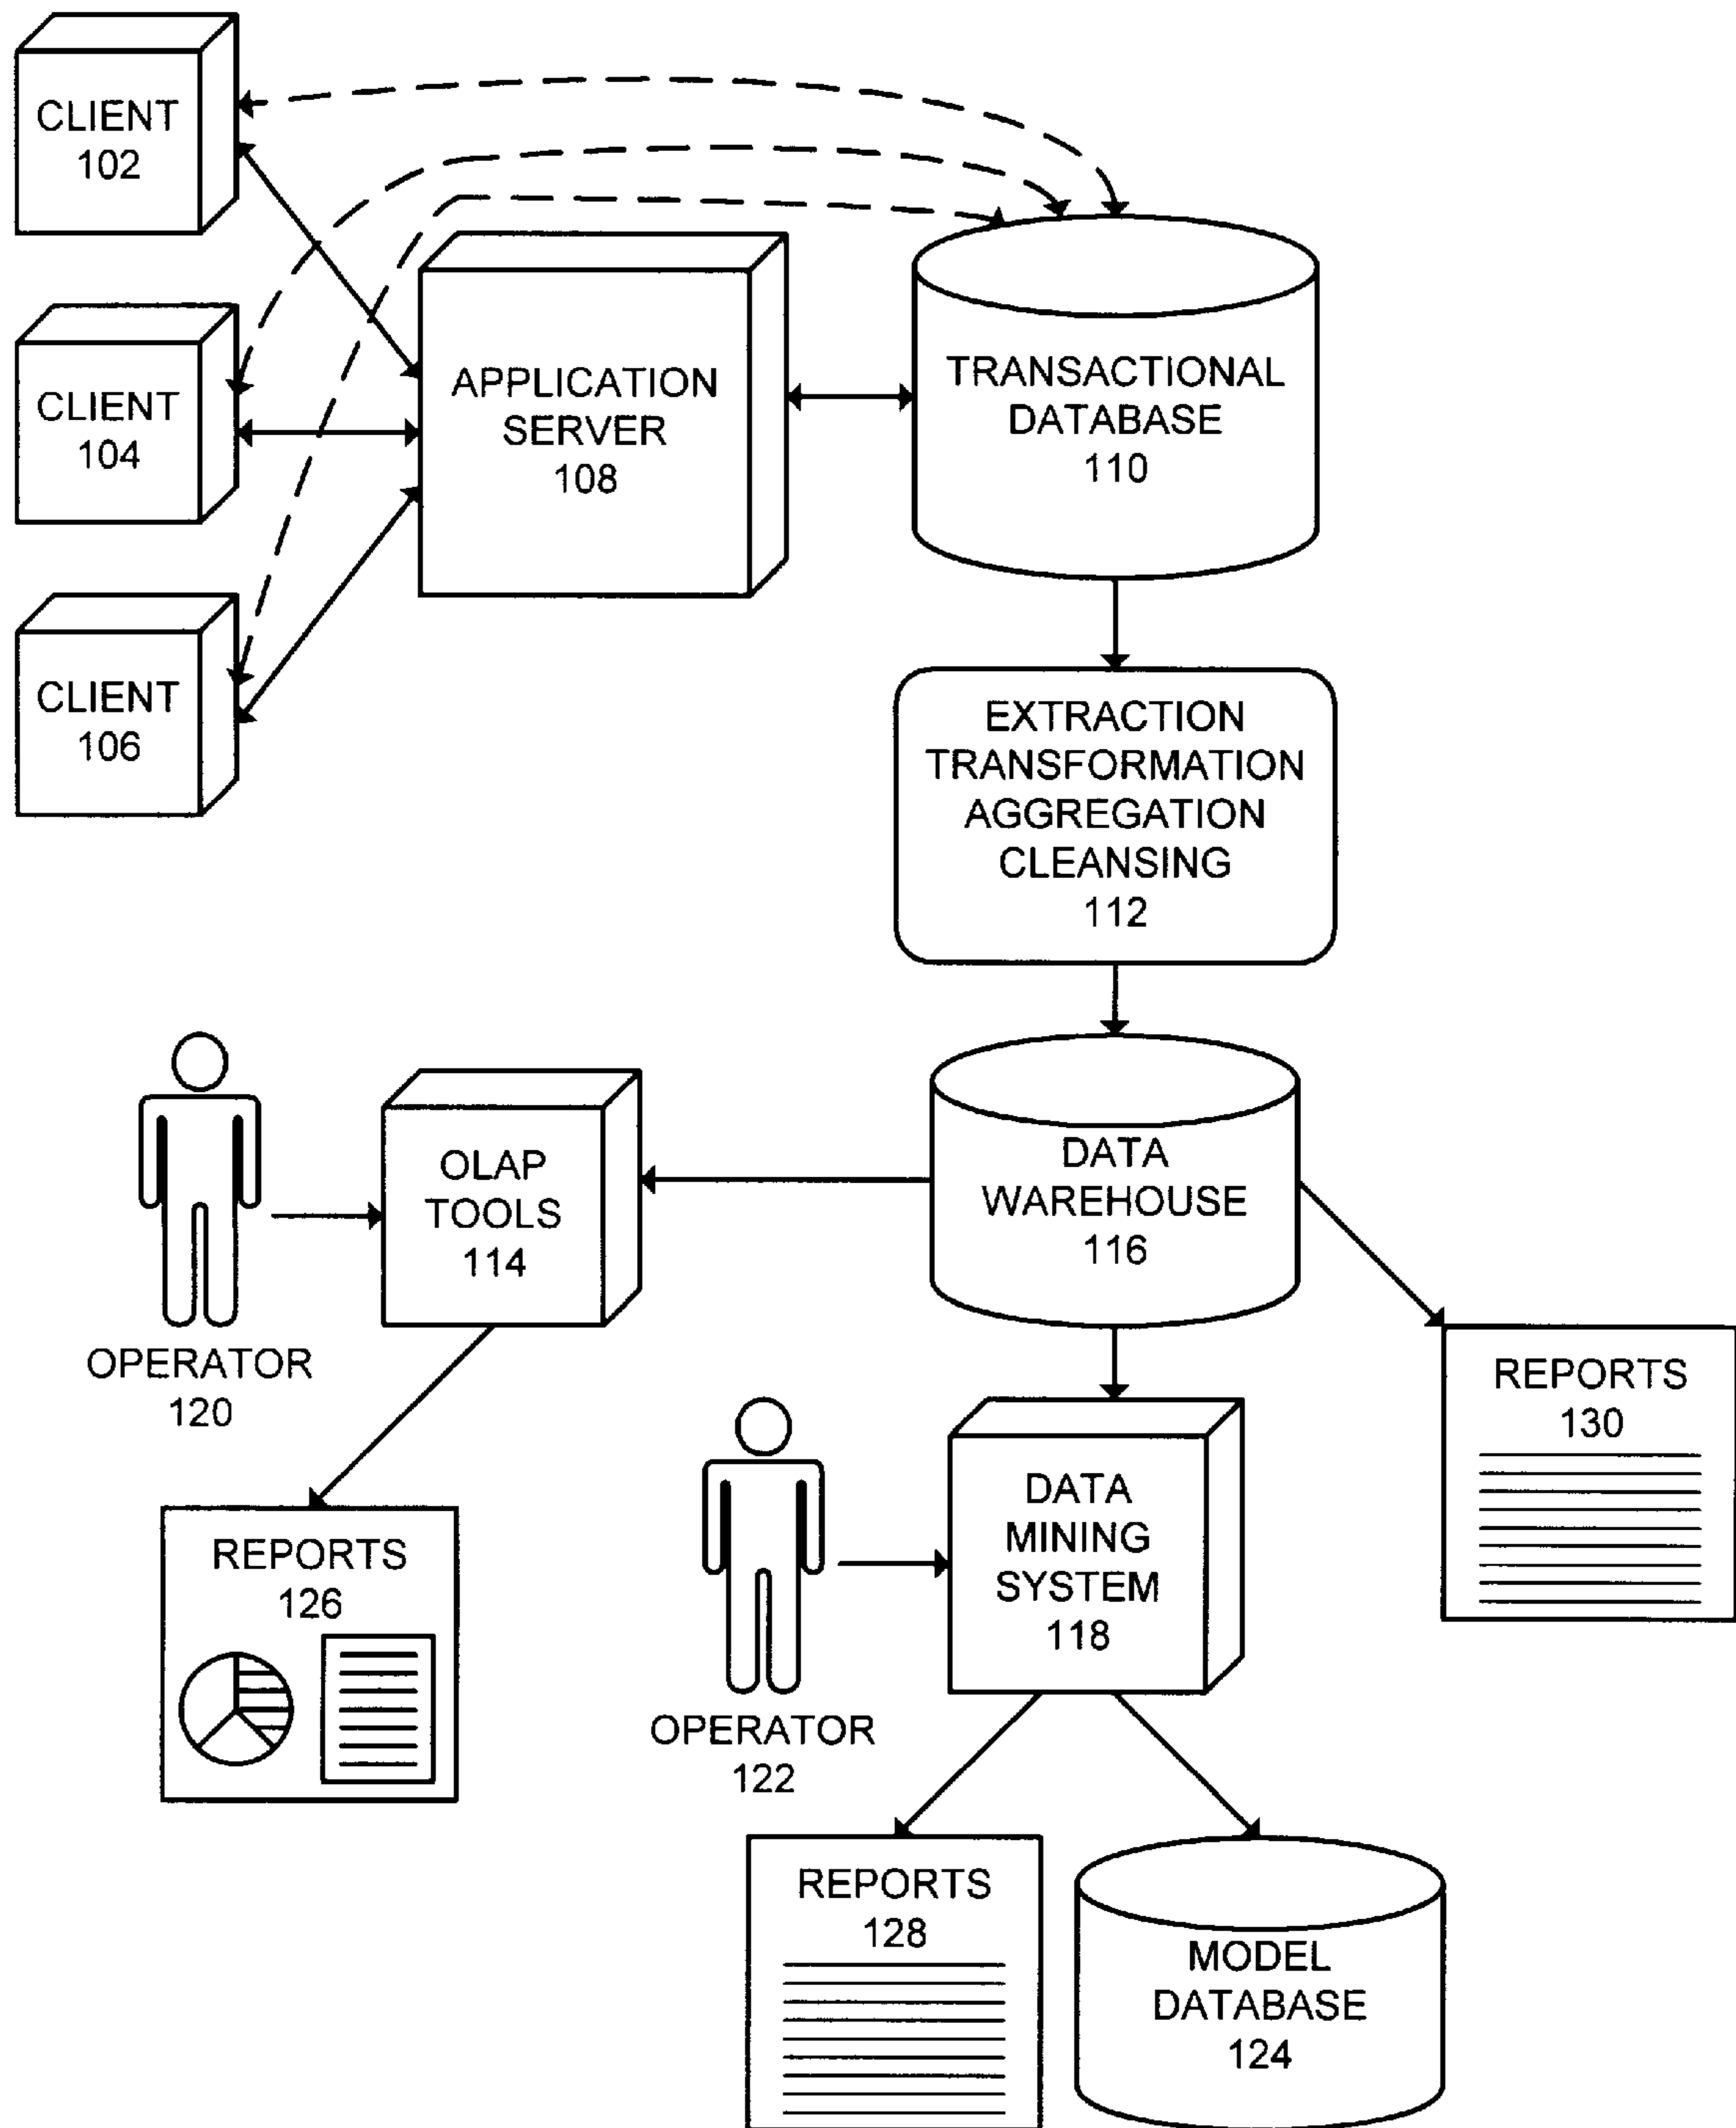 CLIENT
102
CLIENT
104
CLIENT
106
APPLICATION
SERVER
108
TRANSACTIONAL
DATABASE
110
EXTRACTION
TRANSFORMATION
AGGREGATION
CLEANSING
112
OLAP
TOOLS
114
DATA
WAREHOUSE
116
OPERATOR
120
REPORTS
130
DATA
MINING
SYSTEM
118
REPORTS
126
OPERATOR
122
REPORTS
128
MODEL
DATABASE
124